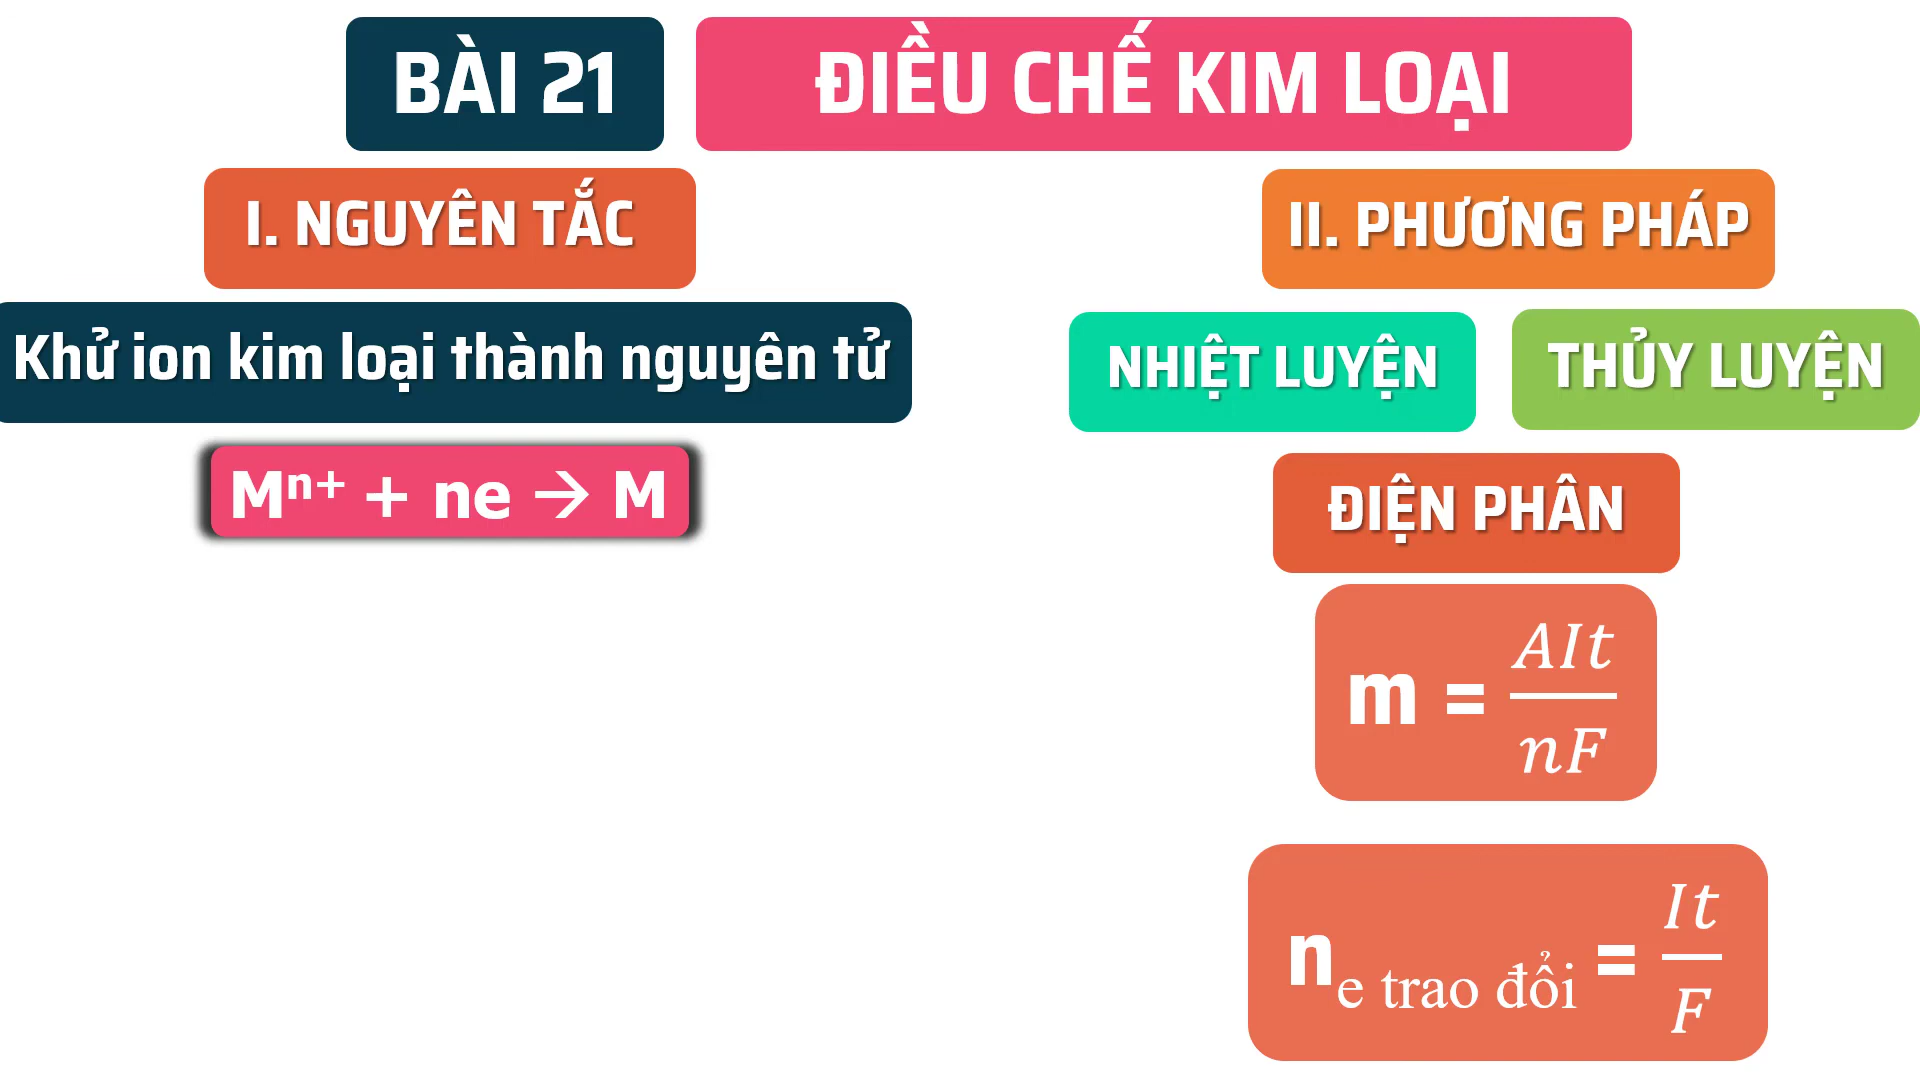 BÀI 21
ĐIỀU CHẾ KIM LOẠI
I. NGUYÊN TẮC
Khử ion kim loại thành nguyên tử
Mⁿ⁺ + ne → M
II. PHƯƠNG PHÁP
NHIỆT LUYỆN
THỦY LUYỆN
ĐIỆN PHÂN
m = AIt/nF
n e trao đổi = It/F